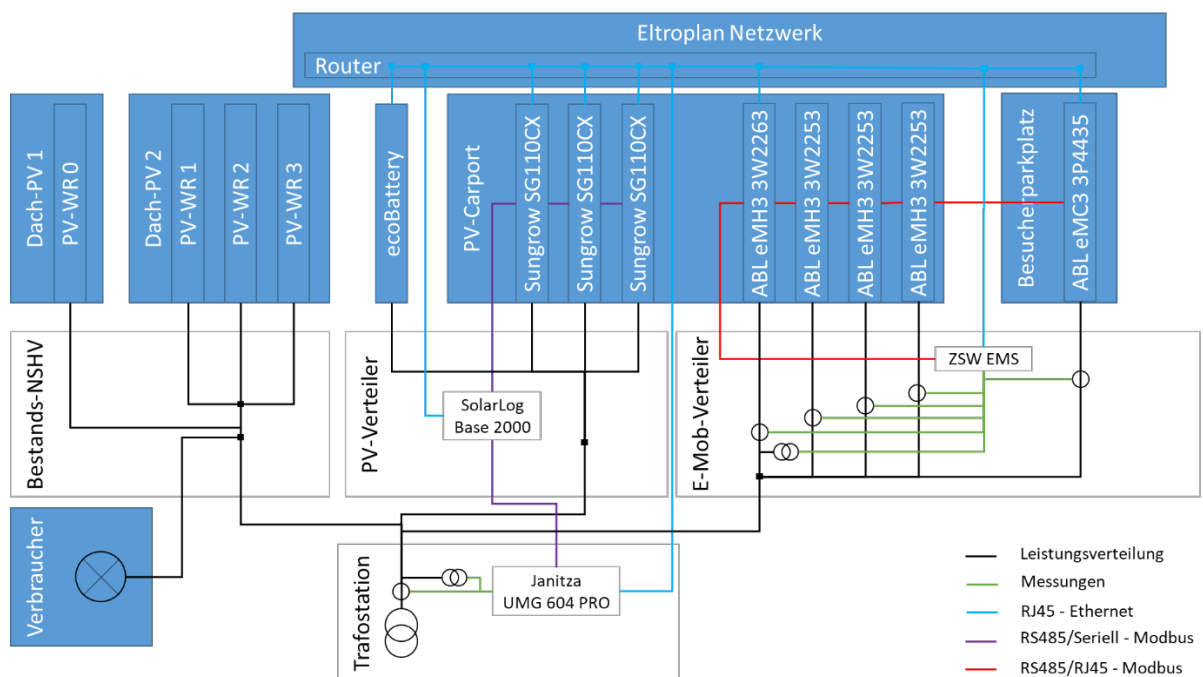 Eltroplan Netzwerk
Router
Dach-PV 1
PV-WR 0
Dach-PV 2
PV-WR 1
PV-WR 2
PV-WR 3
ecoBattery
PV-Carport
Sungrow SG110CX
Sungrow SG110CX
Sungrow SG110CX
ABL eMH3 3W2263
ABL eMH3 3W2253
ABL eMH3 3W2253
ABL eMH3 3W2253
Besucherparkplatz
ABL eMC3 3P4435
Bestands-NSHV
PV-Verteiler
SolarLog
Base 2000
E-Mob-Verteiler
ZSW EMS
Verbraucher
Trafostation
Janitza
UMG 604 PRO
Leistungsverteilung
Messungen
RJ45 - Ethernet
RS485/Seriell - Modbus
RS485/RJ45 - Modbus